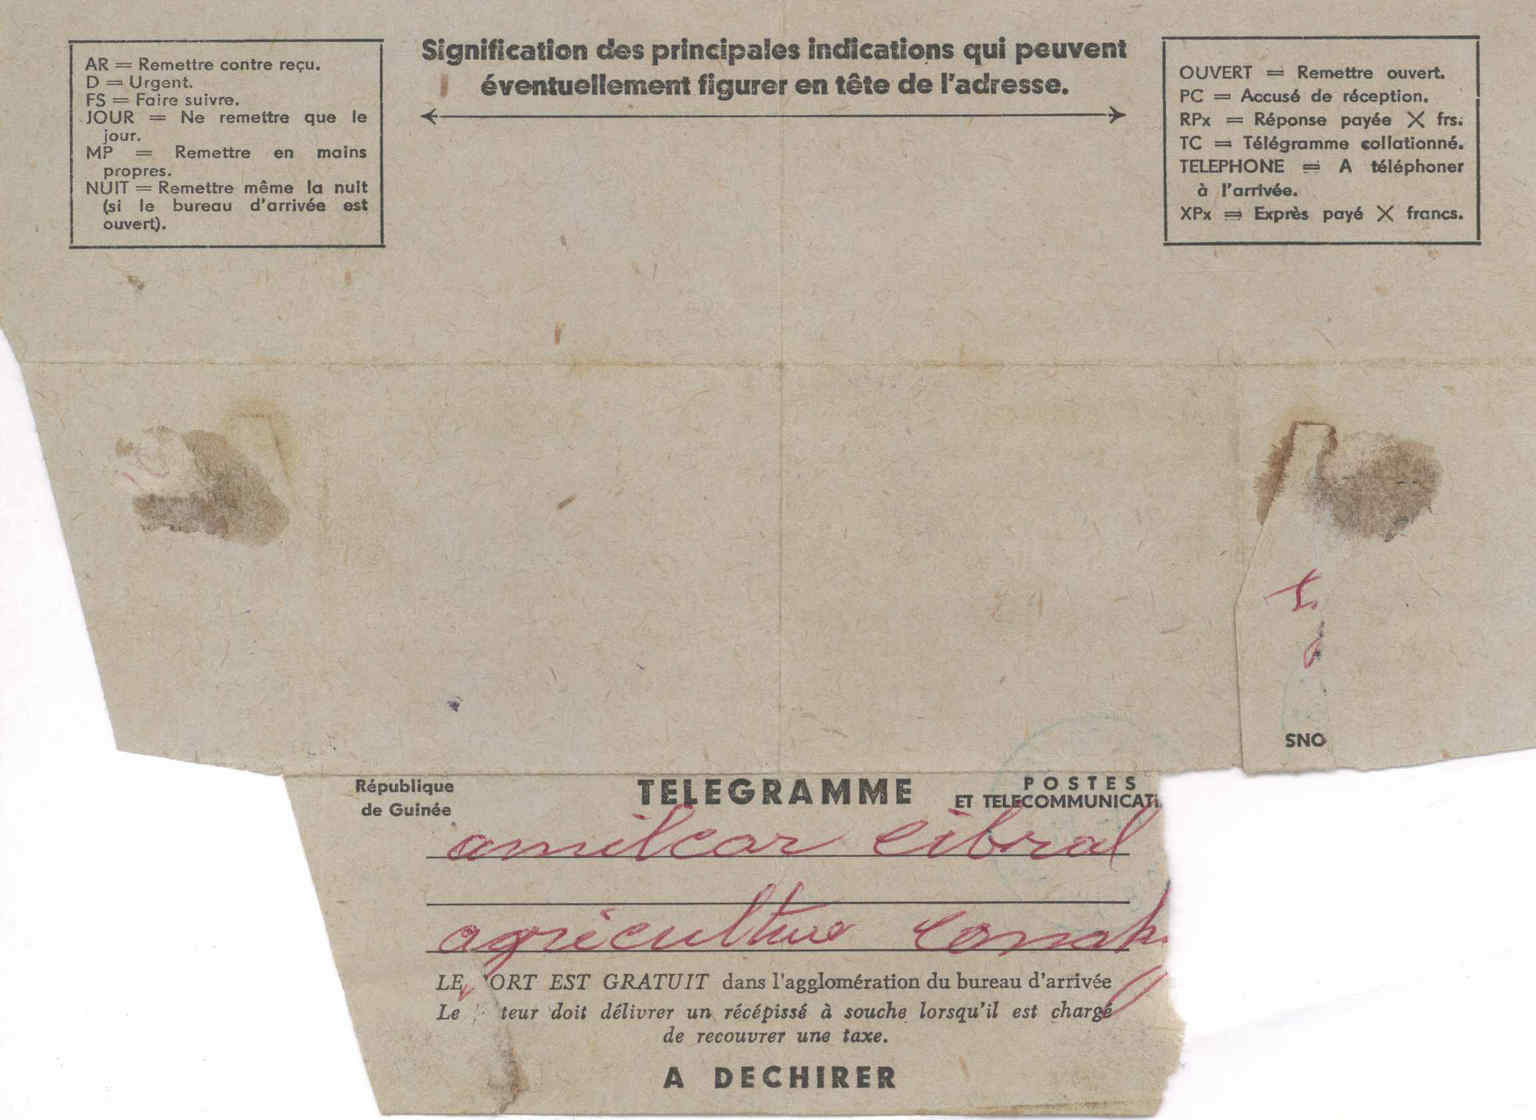 Signification des principales indications qui peuvent
éventuellement figurer en tête de l'adresse.
AR = Remettre contre reçu.
D = Urgent.
FS = Faire suivre.
JOUR = Ne remettre que le
jour.
MP = Remettre en mains
propres.
NUIT = Remettre même la nuit
(si le bureau d'arrivée est
ouvert).
OUVERT = Remettre ouvert.
PC = Accusé de réception.
RPx = Réponse payée X frs.
TC = Télégramme collationné.
TELEPHONE = A téléphoner
à l'arrivée.
XPx = Exprès payé X francs.
SNO
République
de Guinée
TELEGRAMME
POSTES
ET TELECOMMUNICATI
amilcar cibral
agriculture conak
LE ORT EST GRATUIT dans l'agglomération du bureau d'arrivée
Le teur doit délivrer un récépissé à souche lorsqu'il est chargé
de recouvrer une taxe.
A DECHIRER